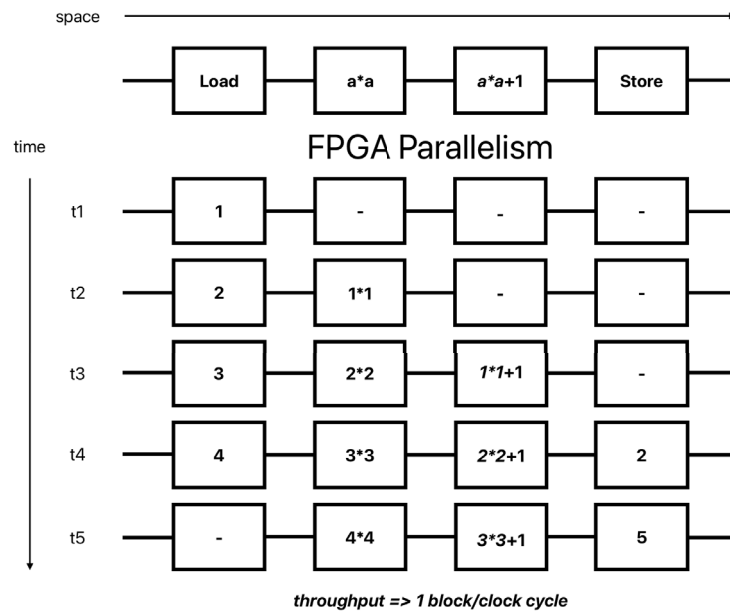 space
Load a*a a*a+1 Store
time
FPGA Parallelism
t1 1 - - -
t2 2 1*1 - -
t3 3 2*2 1*1+1 -
t4 4 3*3 2*2+1 2
t5 - 4*4 3*3+1 5
throughput => 1 block/clock cycle